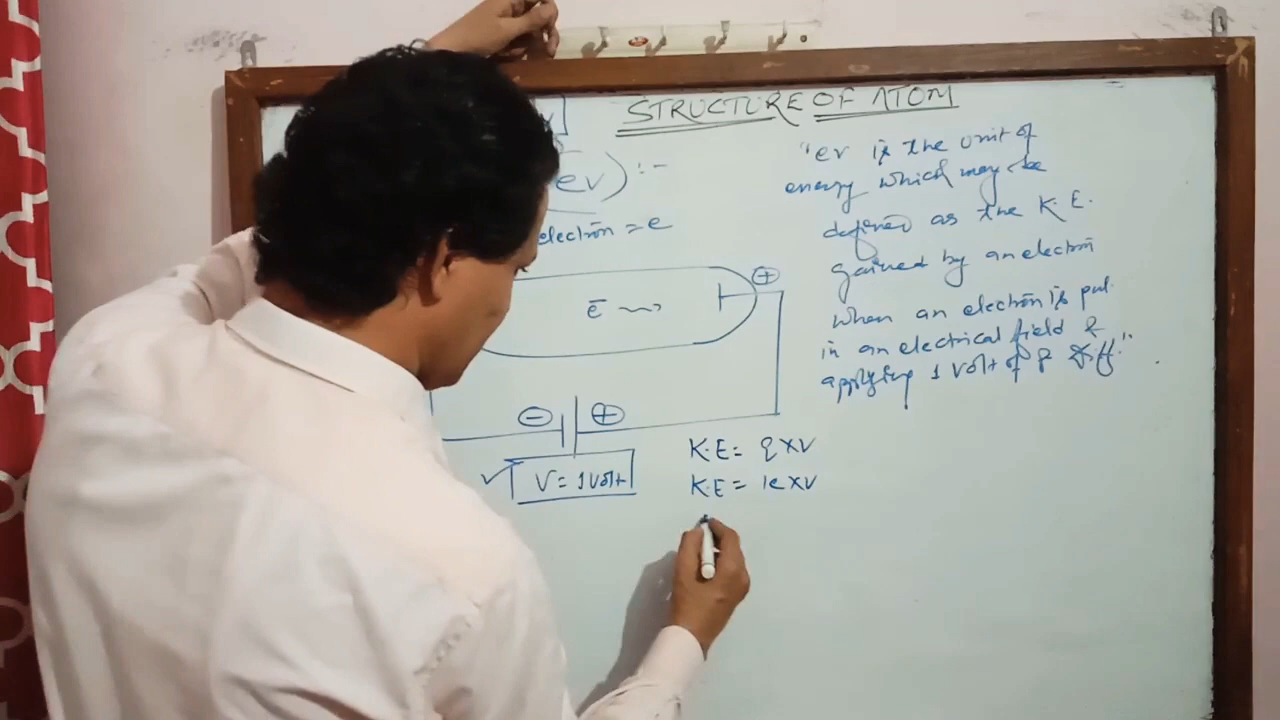 STRUCTURE OF ATOM
ev) :-
electron = e
ē
+
- +
V = 1 Volt
K.E = q x V
K.E = 1e x V
"ev is the unit of
energy which may be
defined as the K.E.
gained by an electron
when an electron is put
in an electrical field &
applying 1 Volt of P diff."